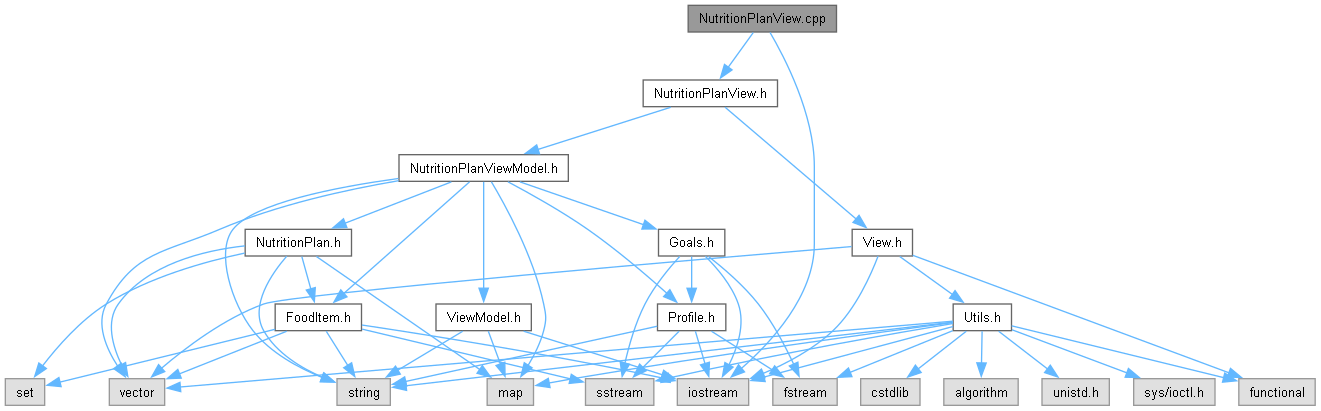 NutritionPlanView.cpp
NutritionPlanView.h
NutritionPlanViewModel.h
NutritionPlan.h
Goals.h
View.h
FoodItem.h
ViewModel.h
Profile.h
Utils.h
set
vector
string
map
sstream
iostream
fstream
cstdlib
algorithm
unistd.h
sys/ioctl.h
functional